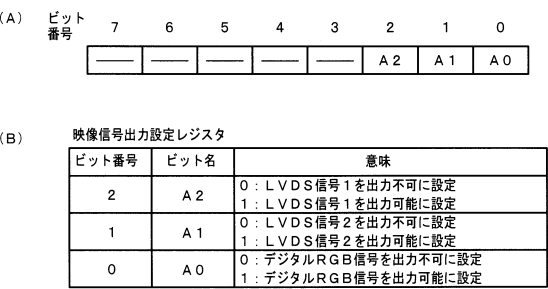 (A)
ビット番号 7 6 5 4 3 2 1 0
― ― ― ― ― A2 A1 A0
(B)
映像信号出力設定レジスタ
ビット番号 ビット名 意味
2 A2 0:LVDS信号1を出力不可に設定
1:LVDS信号1を出力可能に設定
1 A1 0:LVDS信号2を出力不可に設定
1:LVDS信号2を出力可能に設定
0 A0 0:デジタルRGB信号を出力不可に設定
1:デジタルRGB信号を出力可能に設定